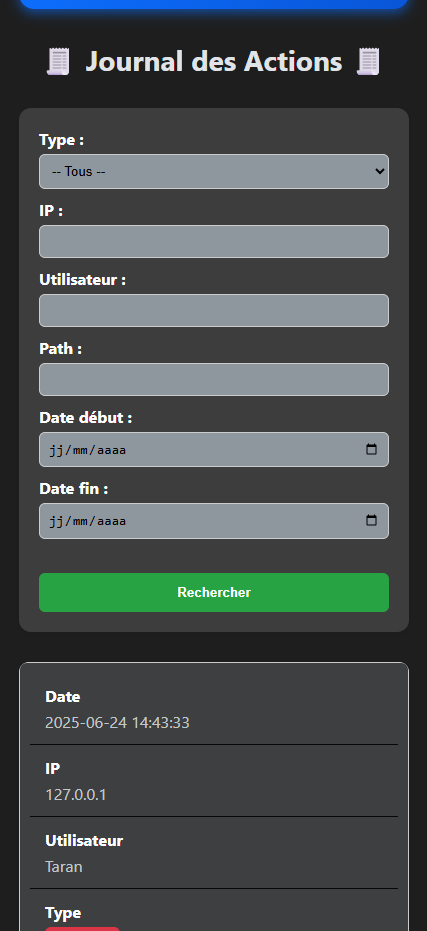 Journal des Actions
Type :
-- Tous --
IP :
Utilisateur :
Path :
Date début :
jj/mm/aaaa
Date fin :
jj/mm/aaaa
Rechercher
Date
2025-06-24 14:43:33
IP
127.0.0.1
Utilisateur
Taran
Type